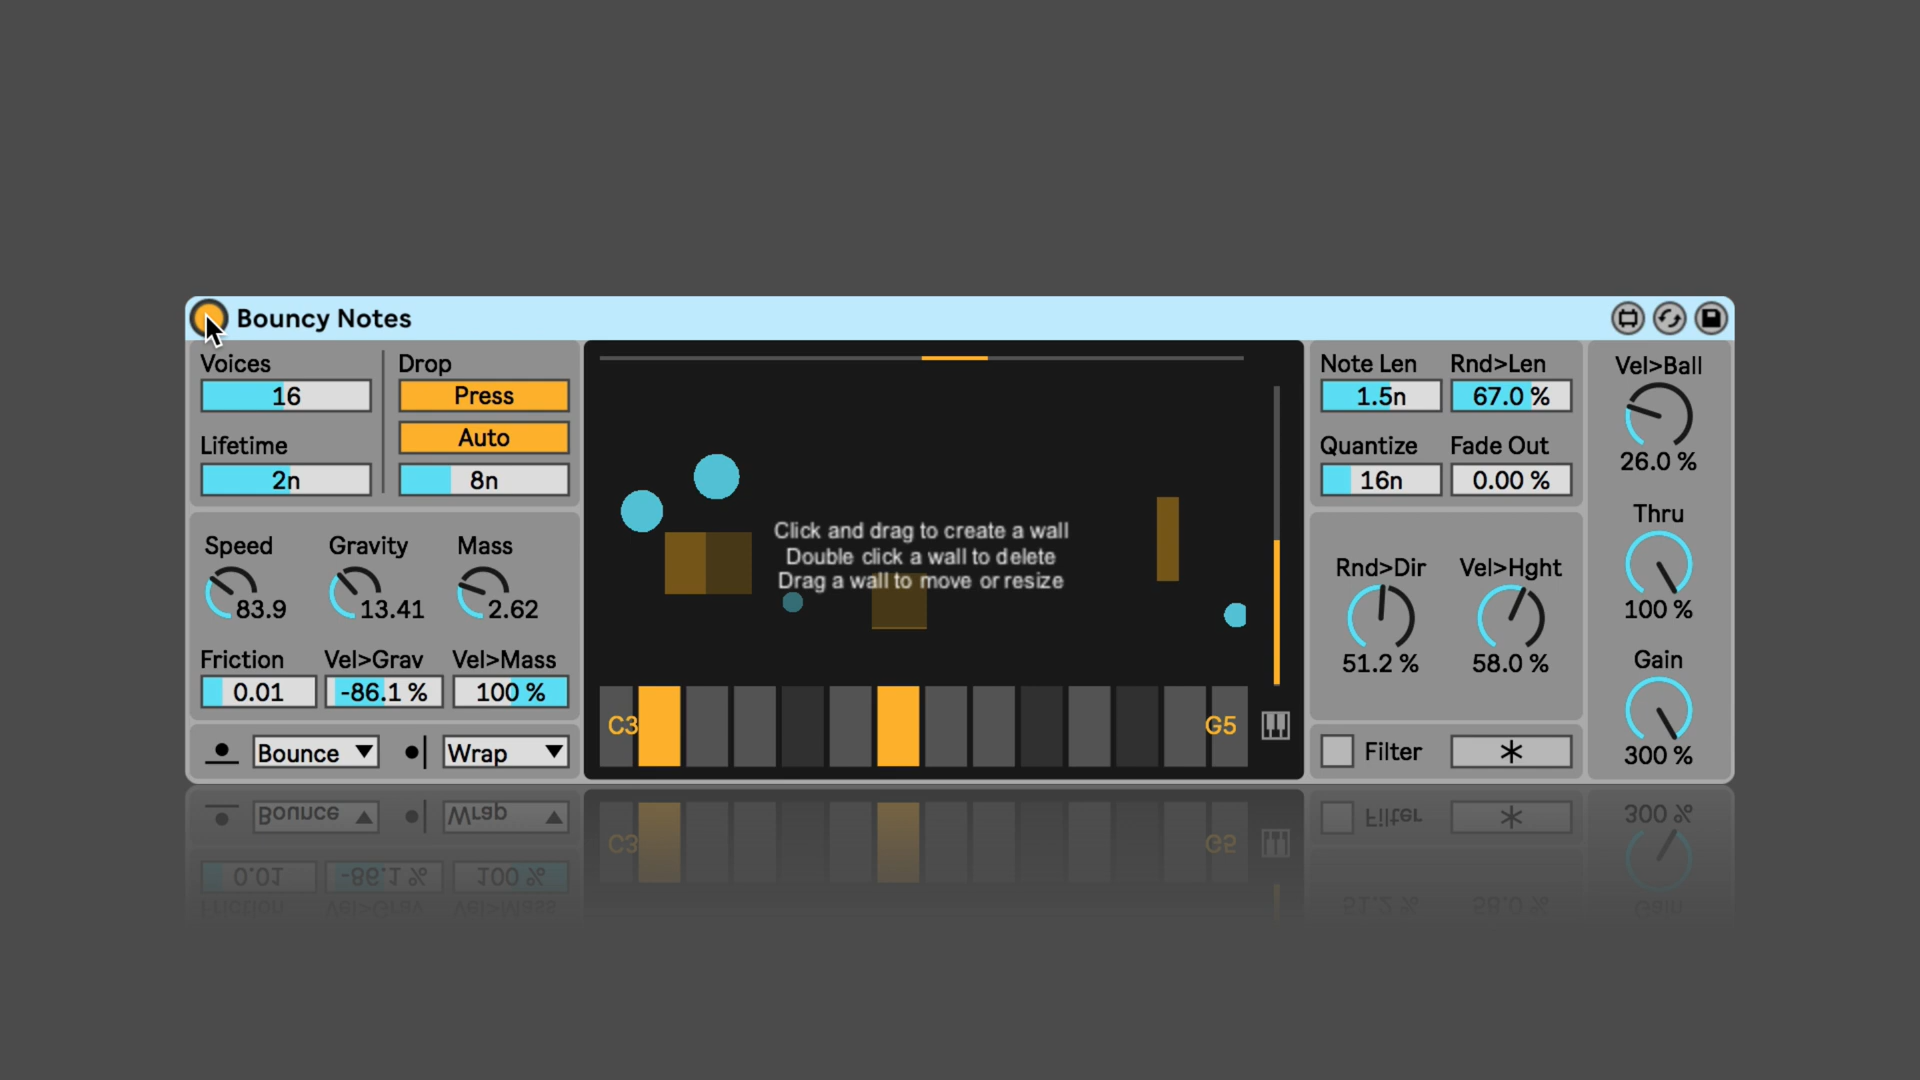 Bouncy Notes
Voices
16
Lifetime
2n
Drop
Press
Auto
8n
Speed
83.9
Gravity
13.41
Mass
2.62
Friction
0.01
Vel>Grav
-86.1 %
Vel>Mass
100 %
Bounce
Wrap
Click and drag to create a wall
Double click a wall to delete
Drag a wall to move or resize
C3
G5
Note Len
1.5n
Rnd>Len
67.0 %
Quantize
16n
Fade Out
0.00 %
Rnd>Dir
51.2 %
Vel>Hght
58.0 %
Filter
*
Vel>Ball
26.0 %
Thru
100 %
Gain
300 %